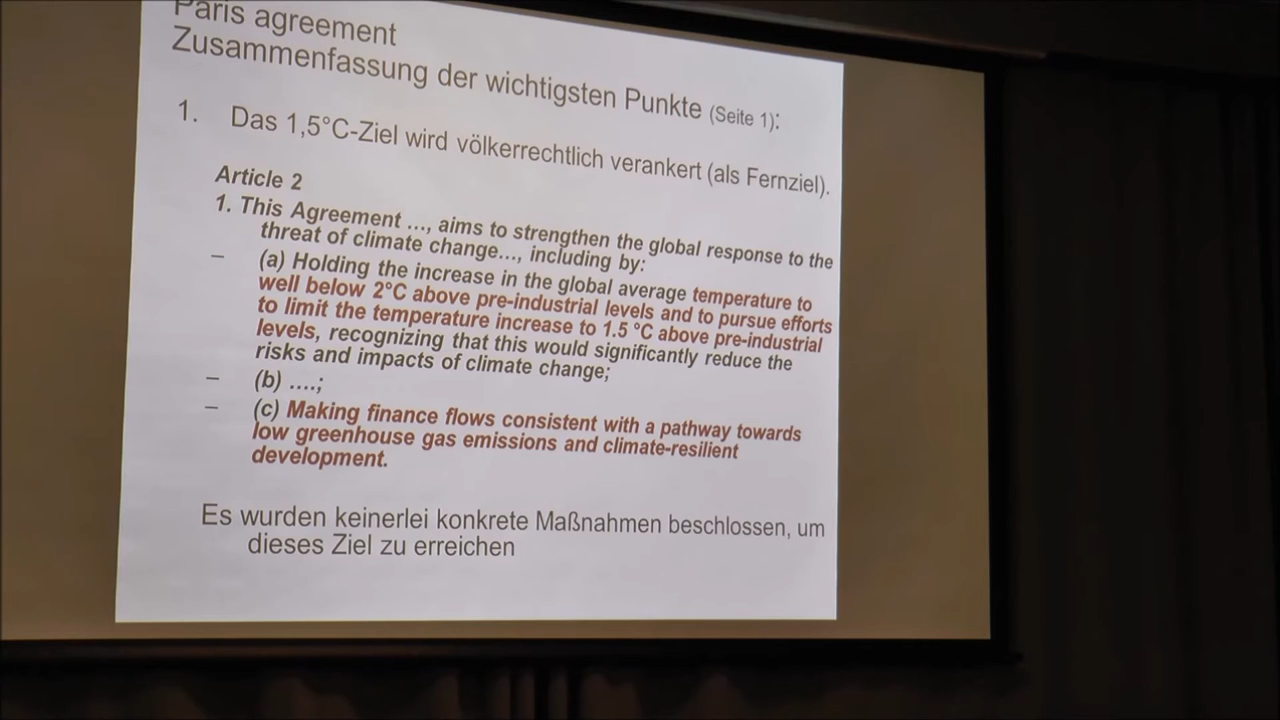 Paris agreement
Zusammenfassung der wichtigsten Punkte (Seite 1):
1. Das 1,5°C-Ziel wird völkerrechtlich verankert (als Fernziel).
Article 2
1. This Agreement ..., aims to strengthen the global response to the
threat of climate change..., including by:
– (a) Holding the increase in the global average temperature to
well below 2°C above pre-industrial levels and to pursue efforts
to limit the temperature increase to 1.5 °C above pre-industrial
levels, recognizing that this would significantly reduce the
risks and impacts of climate change;
– (b) ....;
– (c) Making finance flows consistent with a pathway towards
low greenhouse gas emissions and climate-resilient
development.
Es wurden keinerlei konkrete Maßnahmen beschlossen, um
dieses Ziel zu erreichen